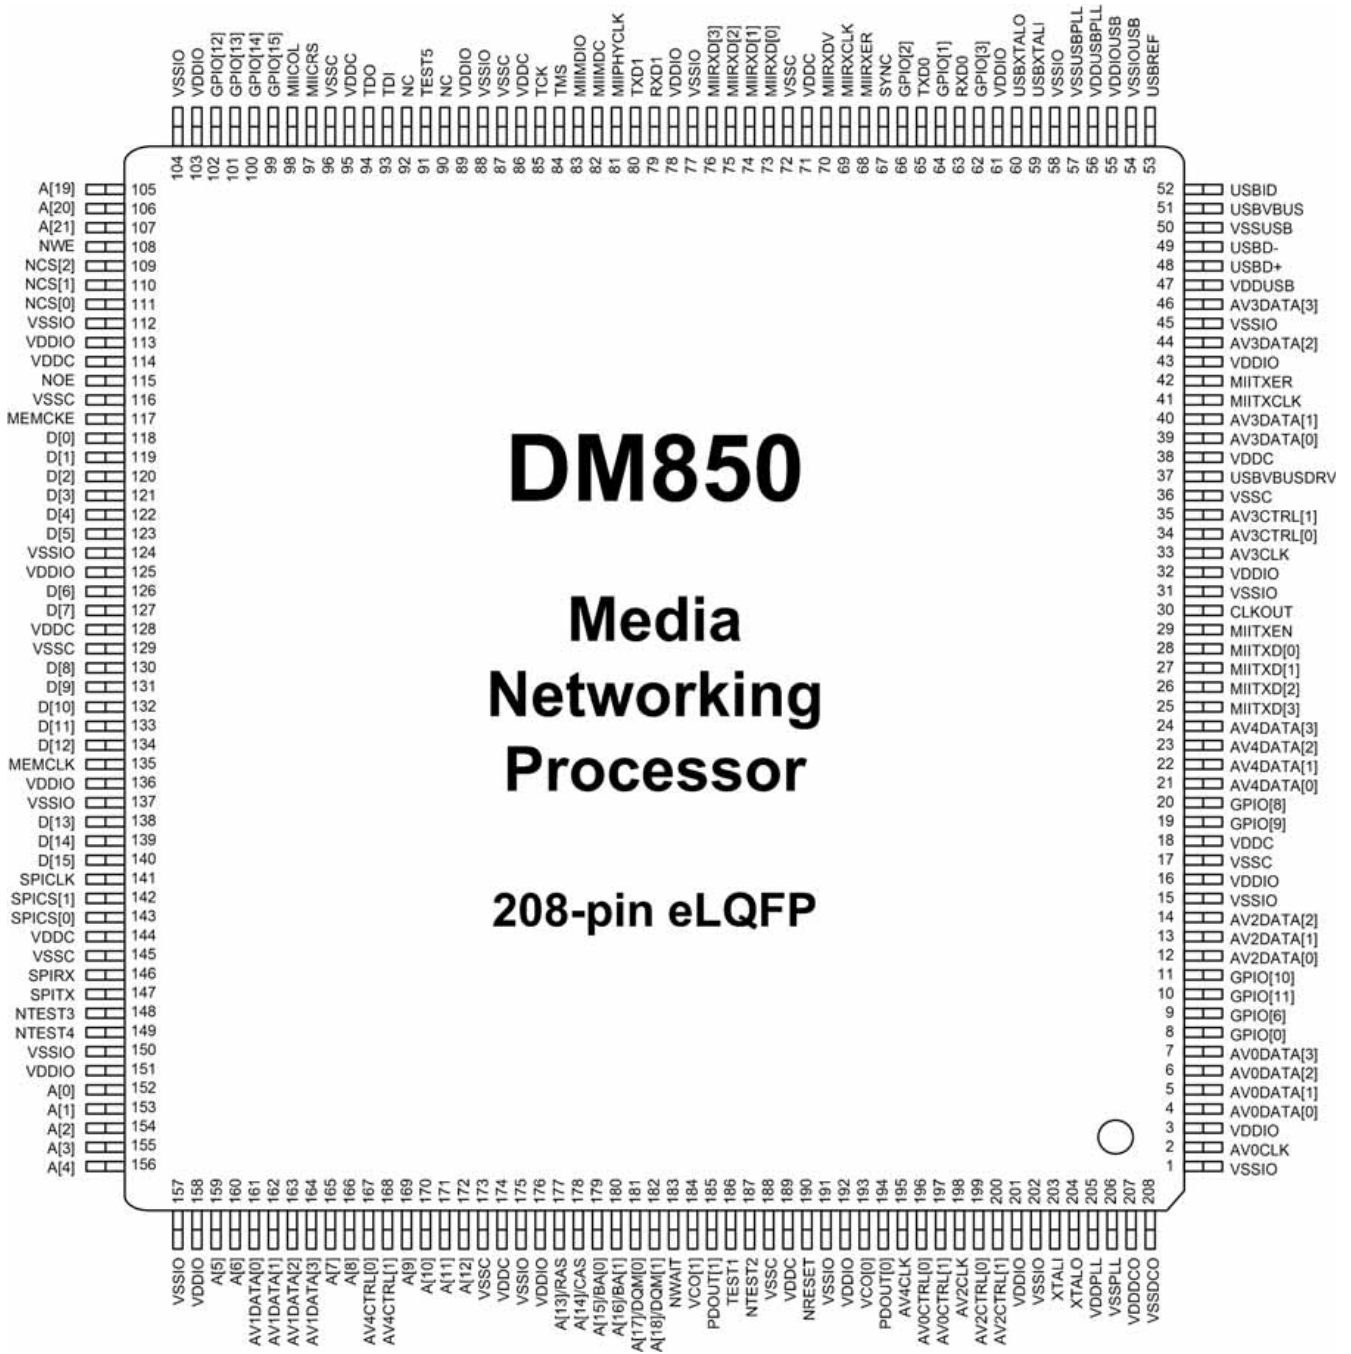 VSSIO VDDIO GPIO[12] GPIO[13] GPIO[14] GPIO[15] MIICOL MIICRS VSSC VDDC TDO TDI NC TEST5 NC VDDIO VSSIO VSSC VDDC TCK TMS MIIMDIO MIIMDC MIIPHYCLK TXD1 RXD1 VDDIO VSSIO MIIRXD[3] MIIRXD[2] MIIRXD[1] MIIRXD[0] VSSC VDDC MIIRXDV MIIRXCLK MIIRXER SYNC GPIO[2] TXD0 GPIO[1] RXD0 GPIO[3] VDDIO USBXTALO USBXTALI VSSIO VSSUSBPLL VDDUSBPLL VDDIOUSB VSSIOUSB USBREF
104 103 102 101 100 99 98 97 96 95 94 93 92 91 90 89 88 87 86 85 84 83 82 81 80 79 78 77 76 75 74 73 72 71 70 69 68 67 66 65 64 63 62 61 60 59 58 57 56 55 54 53
A[19] 105 52 USBID
A[20] 106 51 USBVBUS
A[21] 107 50 VSSUSB
NWE 108 49 USBD-
NCS[2] 109 48 USBD+
NCS[1] 110 47 VDDUSB
NCS[0] 111 46 AV3DATA[3]
VSSIO 112 45 VSSIO
VDDIO 113 44 AV3DATA[2]
VDDC 114 43 VDDIO
NOE 115 42 MIITXER
VSSC 116 41 MIITXCLK
MEMCKE 117 40 AV3DATA[1]
D[0] 118 39 AV3DATA[0]
D[1] 119 38 VDDC
D[2] 120 37 USBVBUSDRV
D[3] 121 36 VSSC
D[4] 122 35 AV3CTRL[1]
D[5] 123 34 AV3CTRL[0]
VSSIO 124 33 AV3CLK
VDDIO 125 32 VDDIO
D[6] 126 31 VSSIO
D[7] 127 30 CLKOUT
VDDC 128 29 MIITXEN
VSSC 129 28 MIITXD[0]
D[8] 130 27 MIITXD[1]
D[9] 131 26 MIITXD[2]
D[10] 132 25 MIITXD[3]
D[11] 133 24 AV4DATA[3]
D[12] 134 23 AV4DATA[2]
MEMCLK 135 22 AV4DATA[1]
VDDIO 136 21 AV4DATA[0]
VSSIO 137 20 GPIO[8]
D[13] 138 19 GPIO[9]
D[14] 139 18 VDDC
D[15] 140 17 VSSC
SPICLK 141 16 VDDIO
SPICS[1] 142 15 VSSIO
SPICS[0] 143 14 AV2DATA[2]
VDDC 144 13 AV2DATA[1]
VSSC 145 12 AV2DATA[0]
SPIRX 146 11 GPIO[10]
SPITX 147 10 GPIO[11]
NTEST3 148 9 GPIO[6]
NTEST4 149 8 GPIO[0]
VSSIO 150 7 AV0DATA[3]
VDDIO 151 6 AV0DATA[2]
A[0] 152 5 AV0DATA[1]
A[1] 153 4 AV0DATA[0]
A[2] 154 3 VDDIO
A[3] 155 2 AV0CLK
A[4] 156 1 VSSIO
DM850
Media
Networking
Processor
208-pin eLQFP
157 158 159 160 161 162 163 164 165 166 167 168 169 170 171 172 173 174 175 176 177 178 179 180 181 182 183 184 185 186 187 188 189 190 191 192 193 194 195 196 197 198 199 200 201 202 203 204 205 206 207 208
VSSIO VDDIO A[5] A[6] AV1DATA[0] AV1DATA[1] AV1DATA[2] AV1DATA[3] A[7] A[8] AV4CTRL[0] AV4CTRL[1] A[9] A[10] A[11] A[12] VSSC VDDC VSSIO VDDIO A[13]/RAS A[14]/CAS A[15]/BA[0] A[16]/BA[1] A[17]/DQM[0] A[18]/DQM[1] NWAIT VCO[1] PDOUT[1] TEST1 NTEST2 VSSC VDDC NRESET VSSIO VDDIO VCO[0] PDOUT[0] AV4CLK AV0CTRL[0] AV0CTRL[1] AV2CLK AV2CTRL[0] AV2CTRL[1] VDDIO VSSIO XTALI XTALO VDDPLL VSSPLL VDDDCO VSSDCO